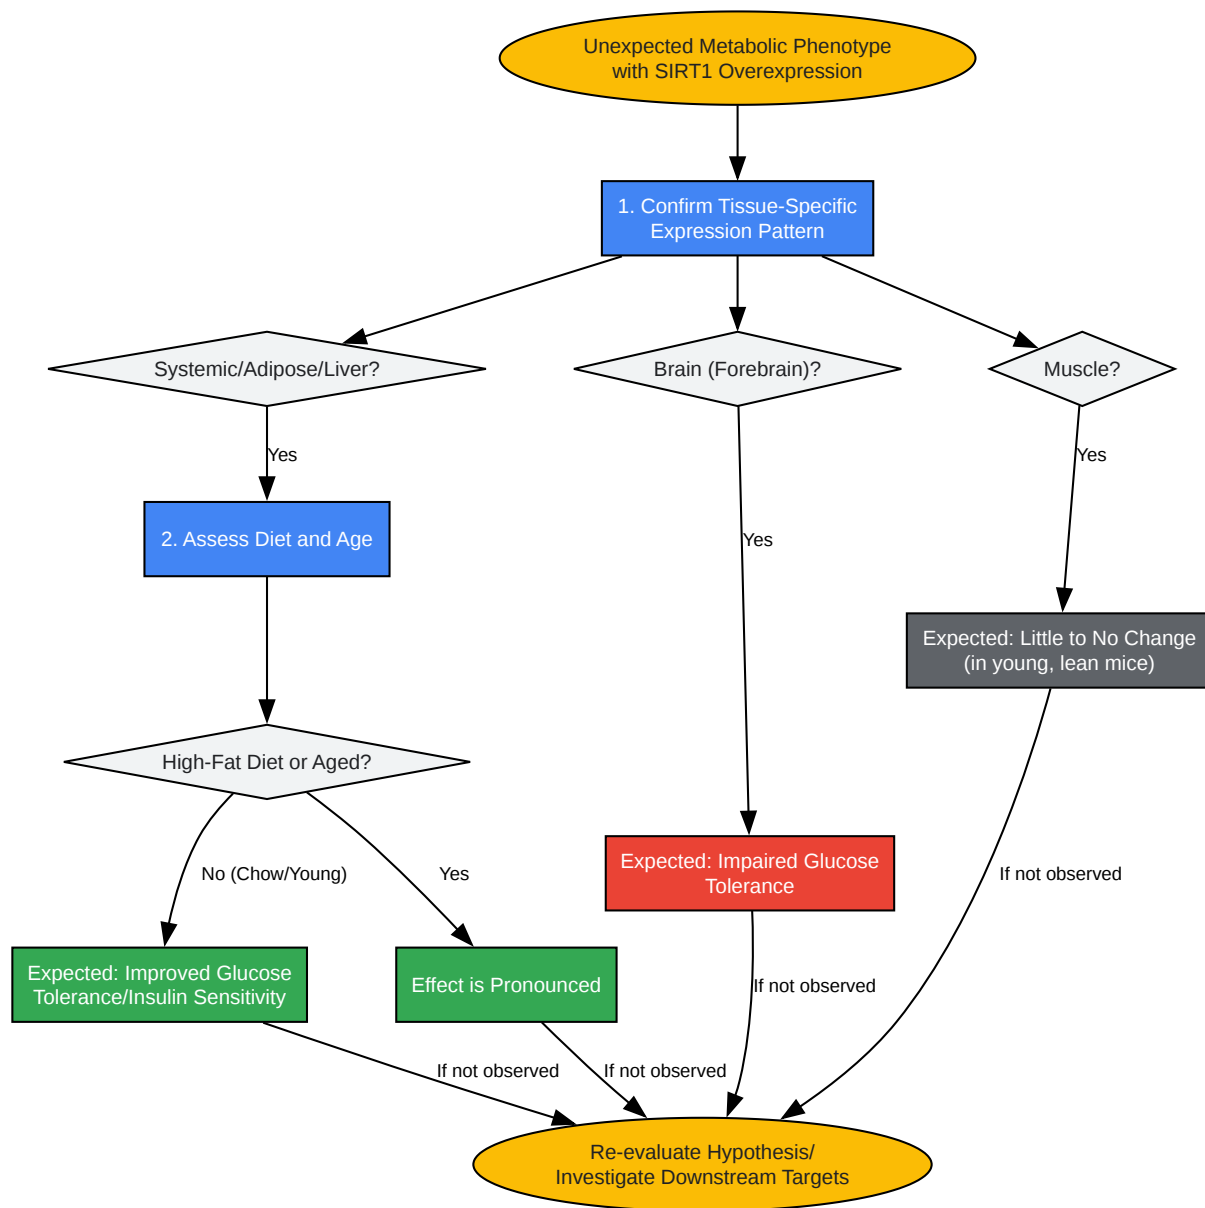 Unexpected Metabolic Phenotype
with SIRT1 Overexpression
1. Confirm Tissue-Specific
Expression Pattern
Systemic/Adipose/Liver?
Brain (Forebrain)?
Muscle?
Yes
Yes
2. Assess Diet and Age
Yes
Expected: Little to No Change
(in young, lean mice)
High-Fat Diet or Aged?
No (Chow/Young)
Yes
Expected: Impaired Glucose
Tolerance
If not observed
Expected: Improved Glucose
Tolerance/Insulin Sensitivity
Effect is Pronounced
If not observed
If not observed
If not observed
Re-evaluate Hypothesis/
Investigate Downstream Targets